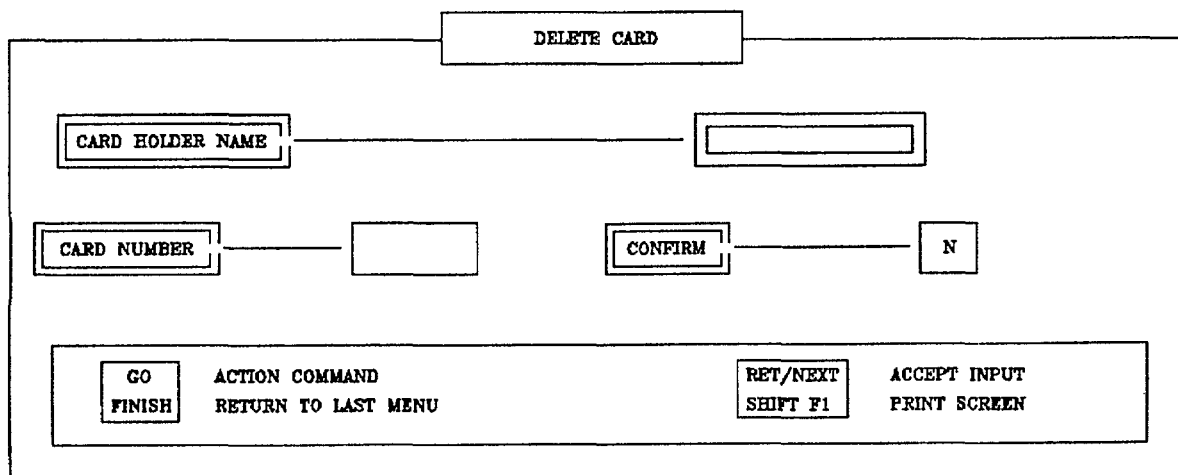 DELETE CARD
CARD HOLDER NAME
CARD NUMBER CONFIRM N
GO ACTION COMMAND RET/NEXT ACCEPT INPUT
FINISH RETURN TO LAST MENU SHIFT F1 PRINT SCREEN